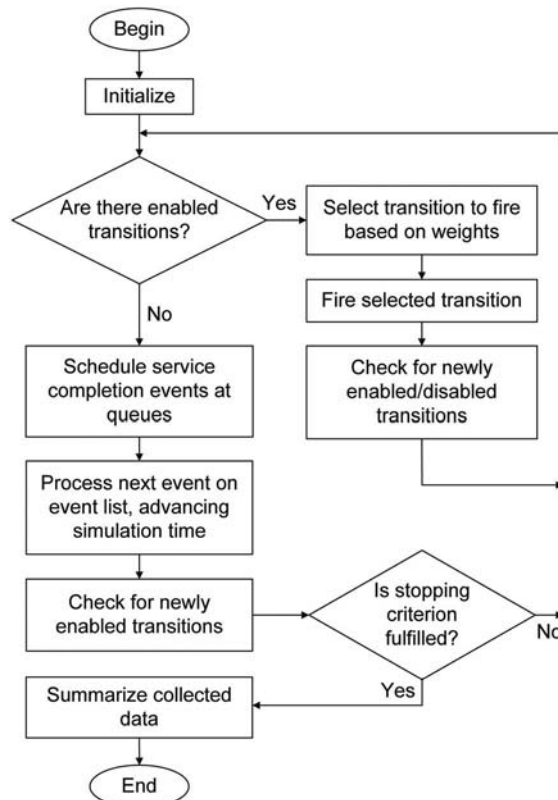 Begin
Initialize
Are there enabled
transitions?
Yes
Select transition to fire
based on weights
Fire selected transition
Check for newly
enabled/disabled
transitions
No
Schedule service
completion events at
queues
Process next event on
event list, advancing
simulation time
Check for newly
enabled transitions
Is stopping
criterion
fulfilled?
No
Yes
Summarize collected
data
End